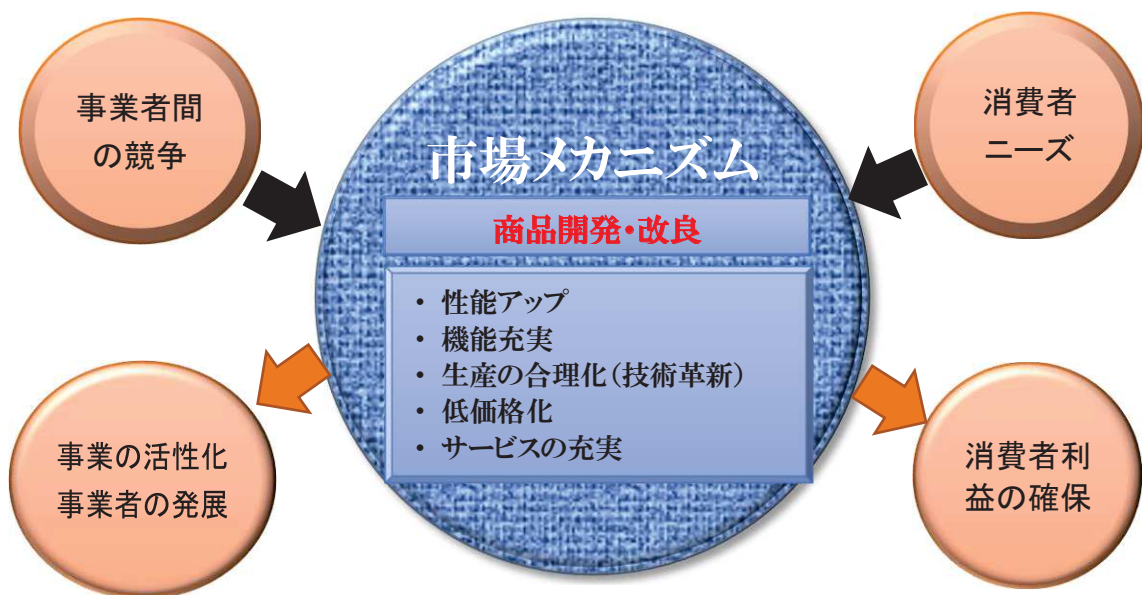 事業者間
の競争
消費者
ニーズ
市場メカニズム
商品開発・改良
・ 性能アップ
・ 機能充実
・ 生産の合理化（技術革新）
・ 低価格化
・ サービスの充実
事業の活性化
事業者の発展
消費者利
益の確保